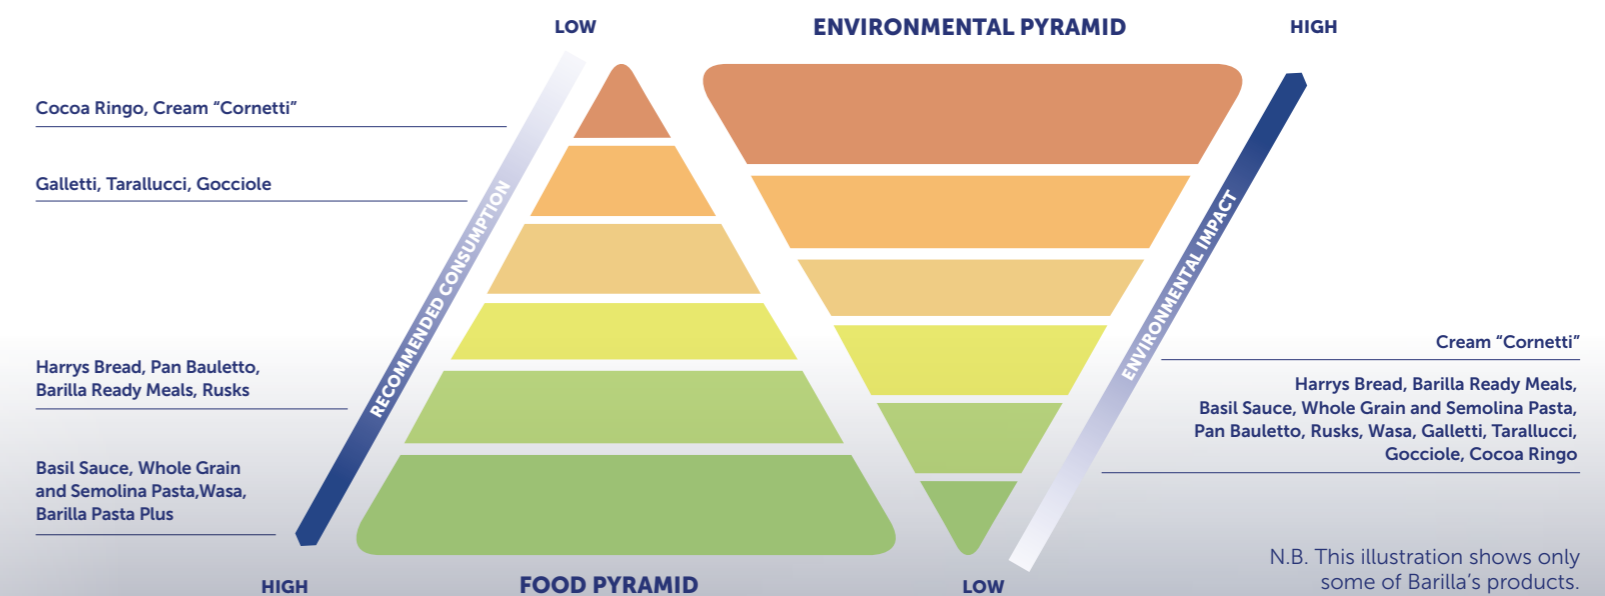 LOW
ENVIRONMENTAL PYRAMID
HIGH
Cocoa Ringo, Cream “Cornetti”
Galletti, Tarallucci, Gocciole
RECOMMENDED CONSUMPTION
ENVIRONMENTAL IMPACT
Harrys Bread, Pan Bauletto,
Barilla Ready Meals, Rusks
Basil Sauce, Whole Grain
and Semolina Pasta,Wasa,
Barilla Pasta Plus
Cream “Cornetti”
Harrys Bread, Barilla Ready Meals,
Basil Sauce, Whole Grain and Semolina Pasta,
Pan Bauletto, Rusks, Wasa, Galletti, Tarallucci,
Gocciole, Cocoa Ringo
N.B. This illustration shows only
some of Barilla’s products.
HIGH
FOOD PYRAMID
LOW